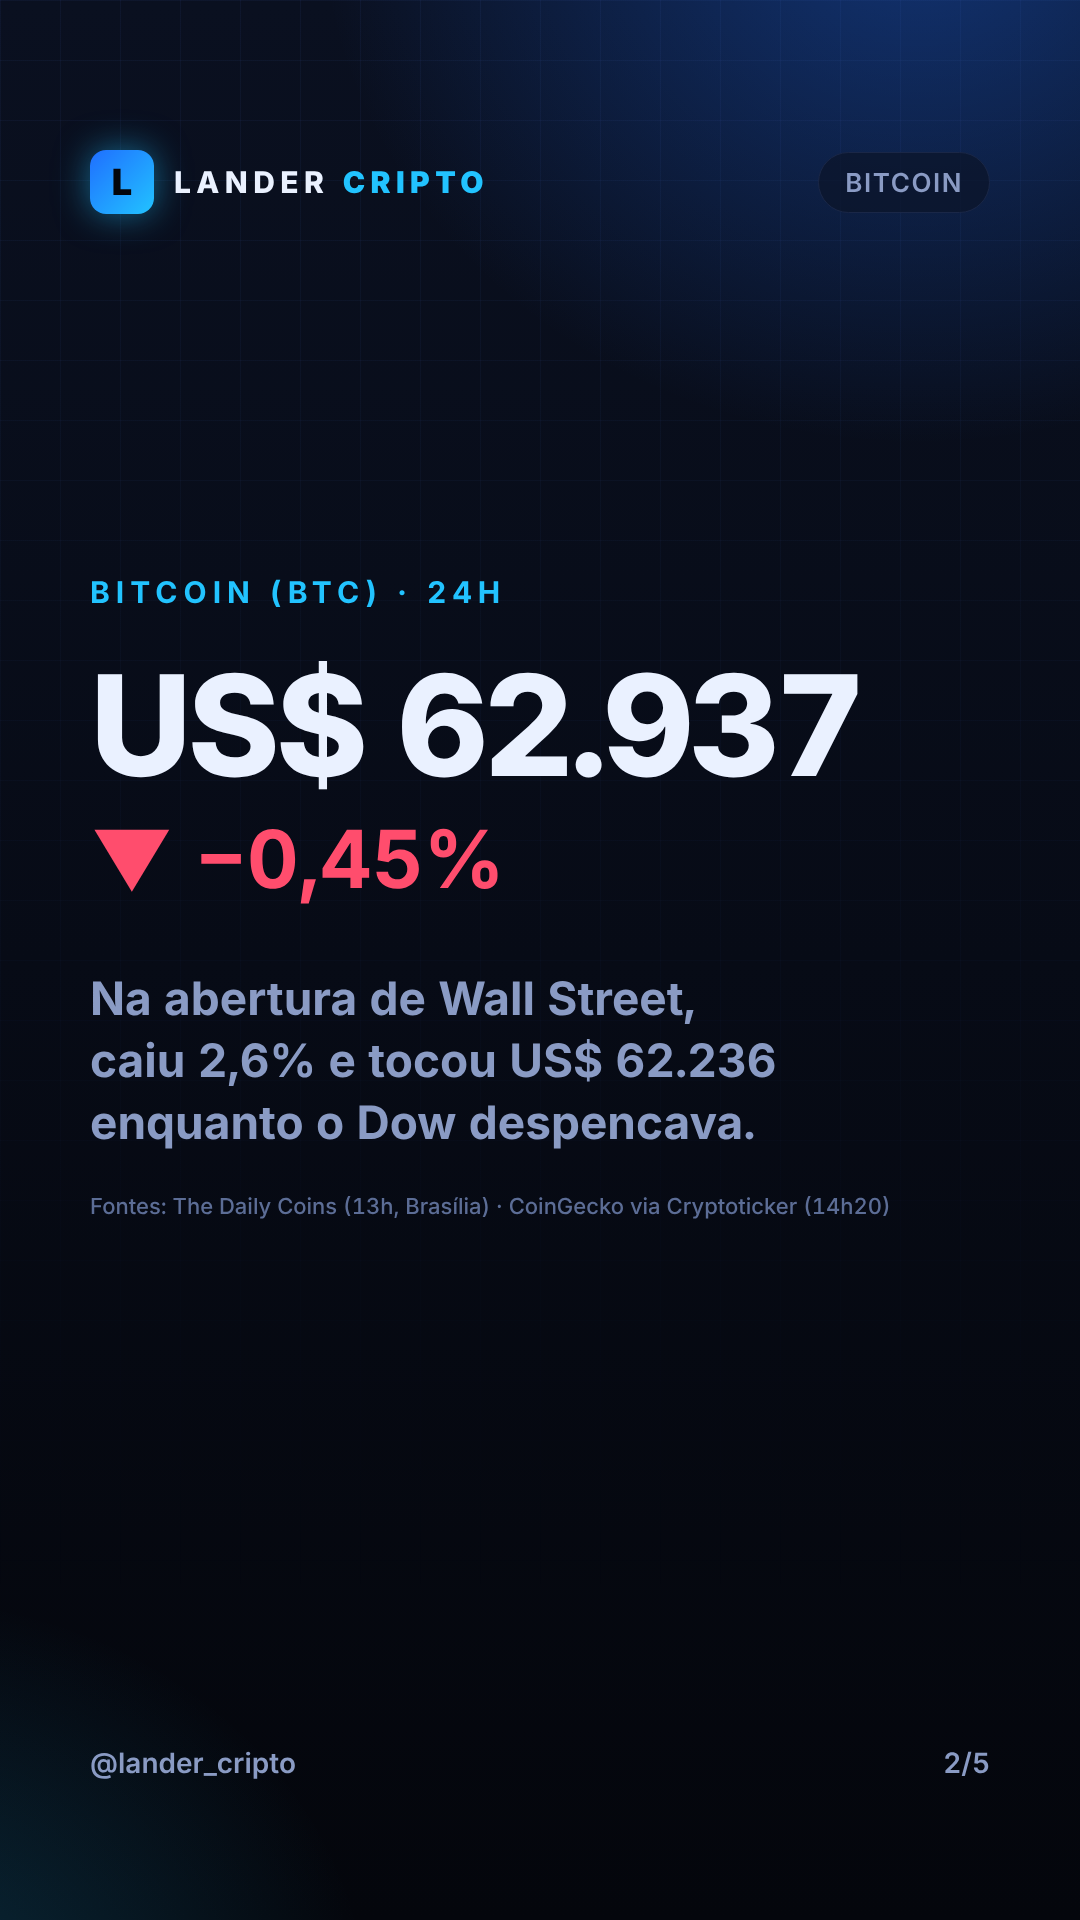 L LANDER CRIPTO
BITCOIN
BITCOIN (BTC) · 24H
US$ 62.937
▼ −0,45%
Na abertura de Wall Street,
caiu 2,6% e tocou US$ 62.236
enquanto o Dow despencava.
Fontes: The Daily Coins (13h, Brasília) · CoinGecko via Cryptoticker (14h20)
@lander_cripto
2/5